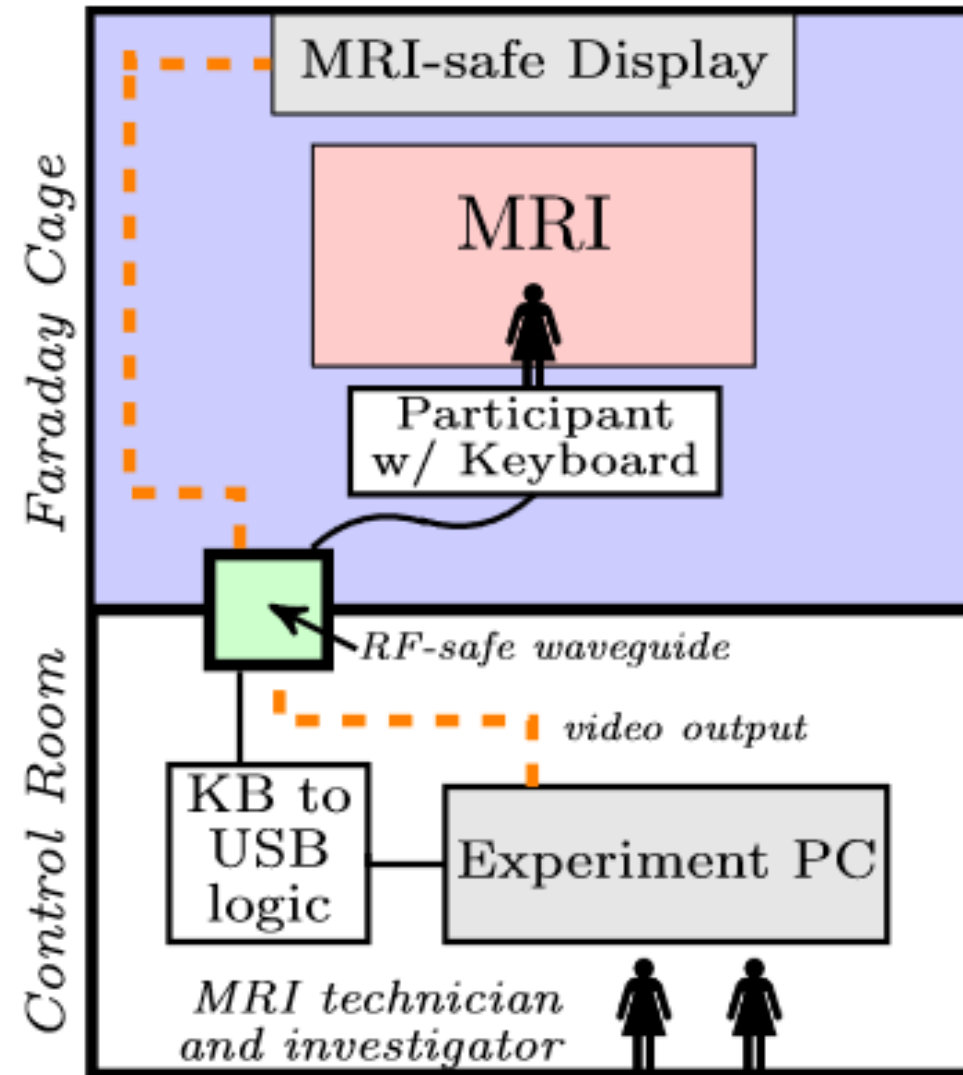 MRI-safe Display
Faraday Cage
MRI
Participant
w/ Keyboard
RF-safe waveguide
Control Room
video output
KB to
USB
logic
Experiment PC
MRI technician
and investigator